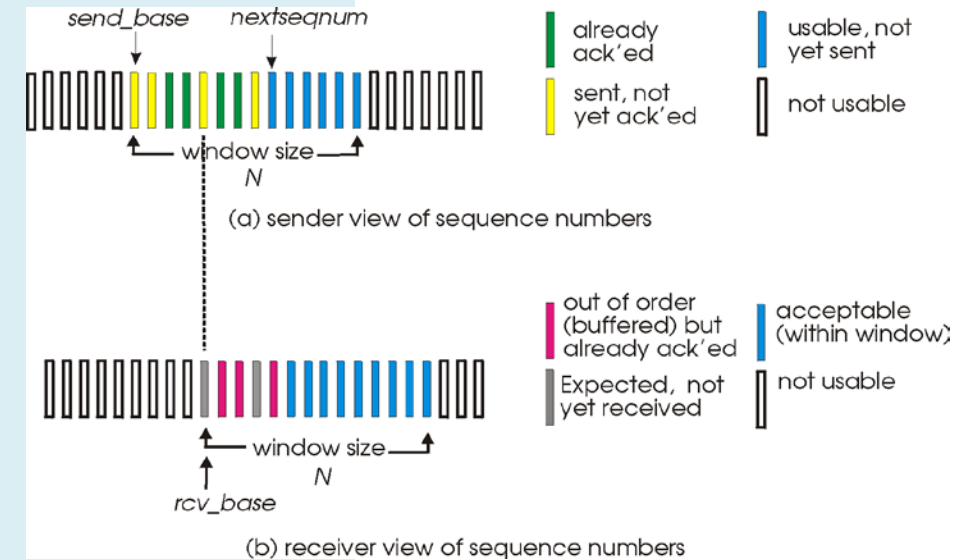 send_base nextseqnum
already
ack'ed
usable, not
yet sent
sent, not
yet ack'ed
not usable
window size
N
(a) sender view of sequence numbers
out of order
(buffered) but
already ack'ed
acceptable
(within window)
Expected, not
yet received
not usable
window size
N
rcv_base
(b) receiver view of sequence numbers